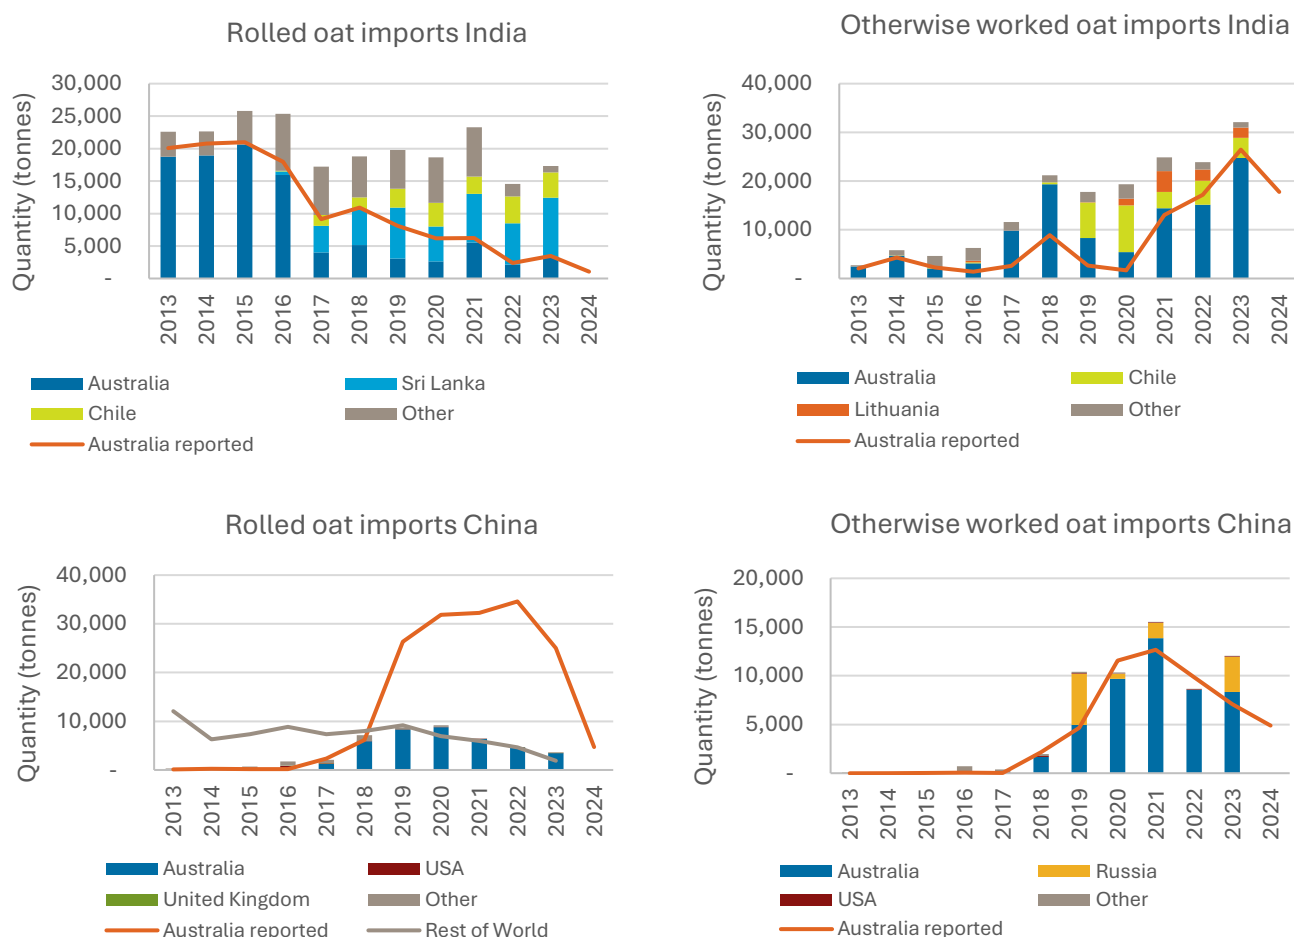 Rolled oat imports India
Quantity (tonnes)
30,000
25,000
20,000
15,000
10,000
5,000
-
2013 2014 2015 2016 2017 2018 2019 2020 2021 2022 2023 2024
Australia Sri Lanka
Chile Other
Australia reported
Otherwise worked oat imports India
Quantity (tonnes)
40,000
30,000
20,000
10,000
-
2013 2014 2015 2016 2017 2018 2019 2020 2021 2022 2023 2024
Australia Chile
Lithuania Other
Australia reported
Rolled oat imports China
Quantity (tonnes)
40,000
30,000
20,000
10,000
-
2013 2014 2015 2016 2017 2018 2019 2020 2021 2022 2023 2024
Australia USA
United Kingdom Other
Australia reported Rest of World
Otherwise worked oat imports China
Quantity (tonnes)
20,000
15,000
10,000
5,000
-
2013 2014 2015 2016 2017 2018 2019 2020 2021 2022 2023 2024
Australia Russia
USA Other
Australia reported